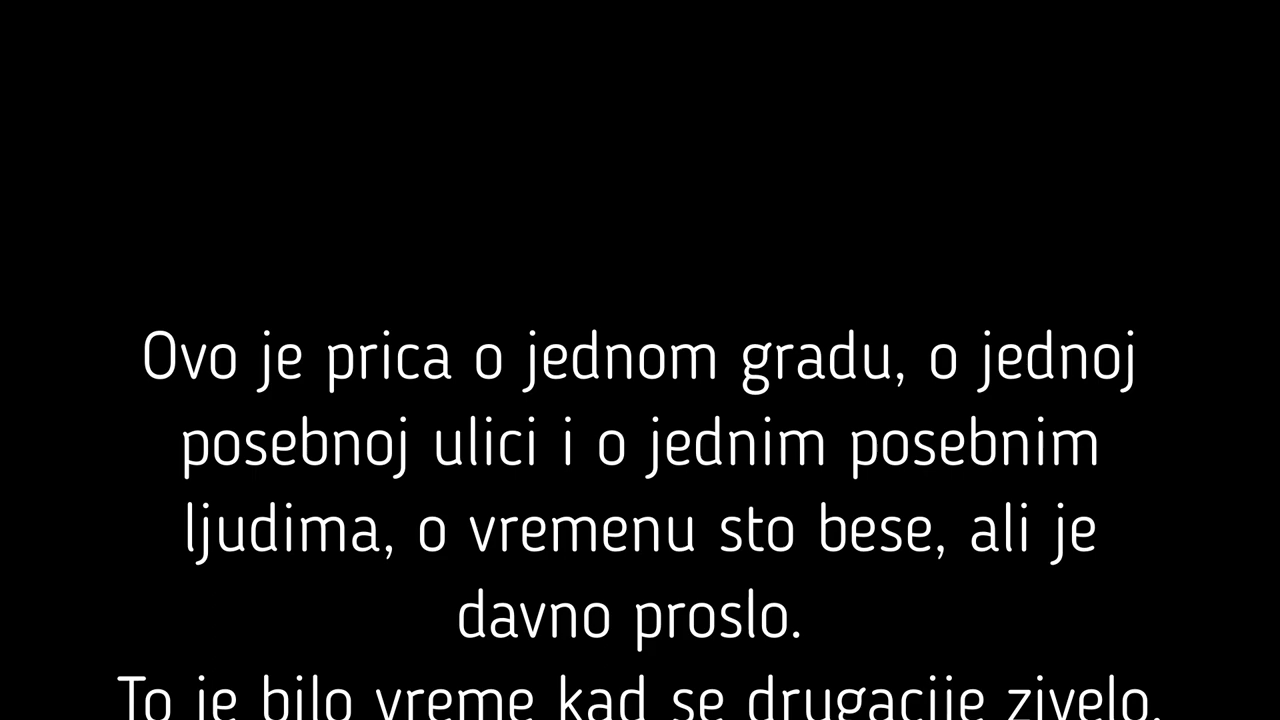 Ovo je prica o jednom gradu, o jednoj
posebnoj ulici i o jednim posebnim
ljudima, o vremenu sto bese, ali je
davno proslo.
To je bilo vreme kad se drugacije zivelo.